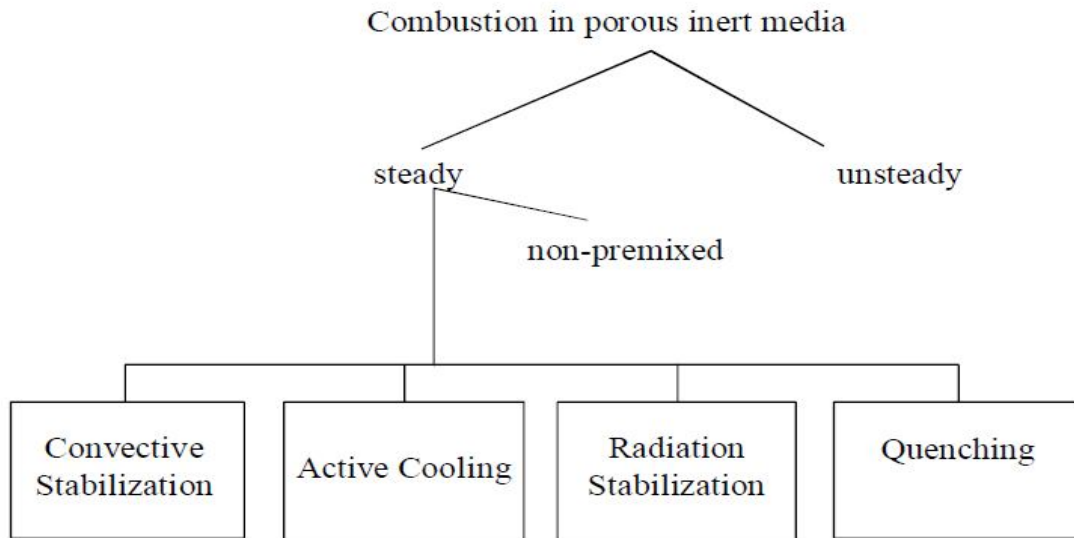 Combustion in porous inert media
steady
unsteady
non-premixed
Convective
Stabilization
Active Cooling
Radiation
Stabilization
Quenching